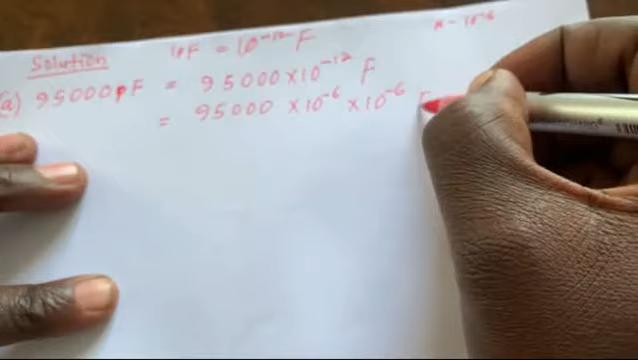 Solution 1pF = 10⁻¹² F
(a) 95000pF = 95000×10⁻¹² F
= 95000 ×10⁻⁶ ×10⁻⁶ F